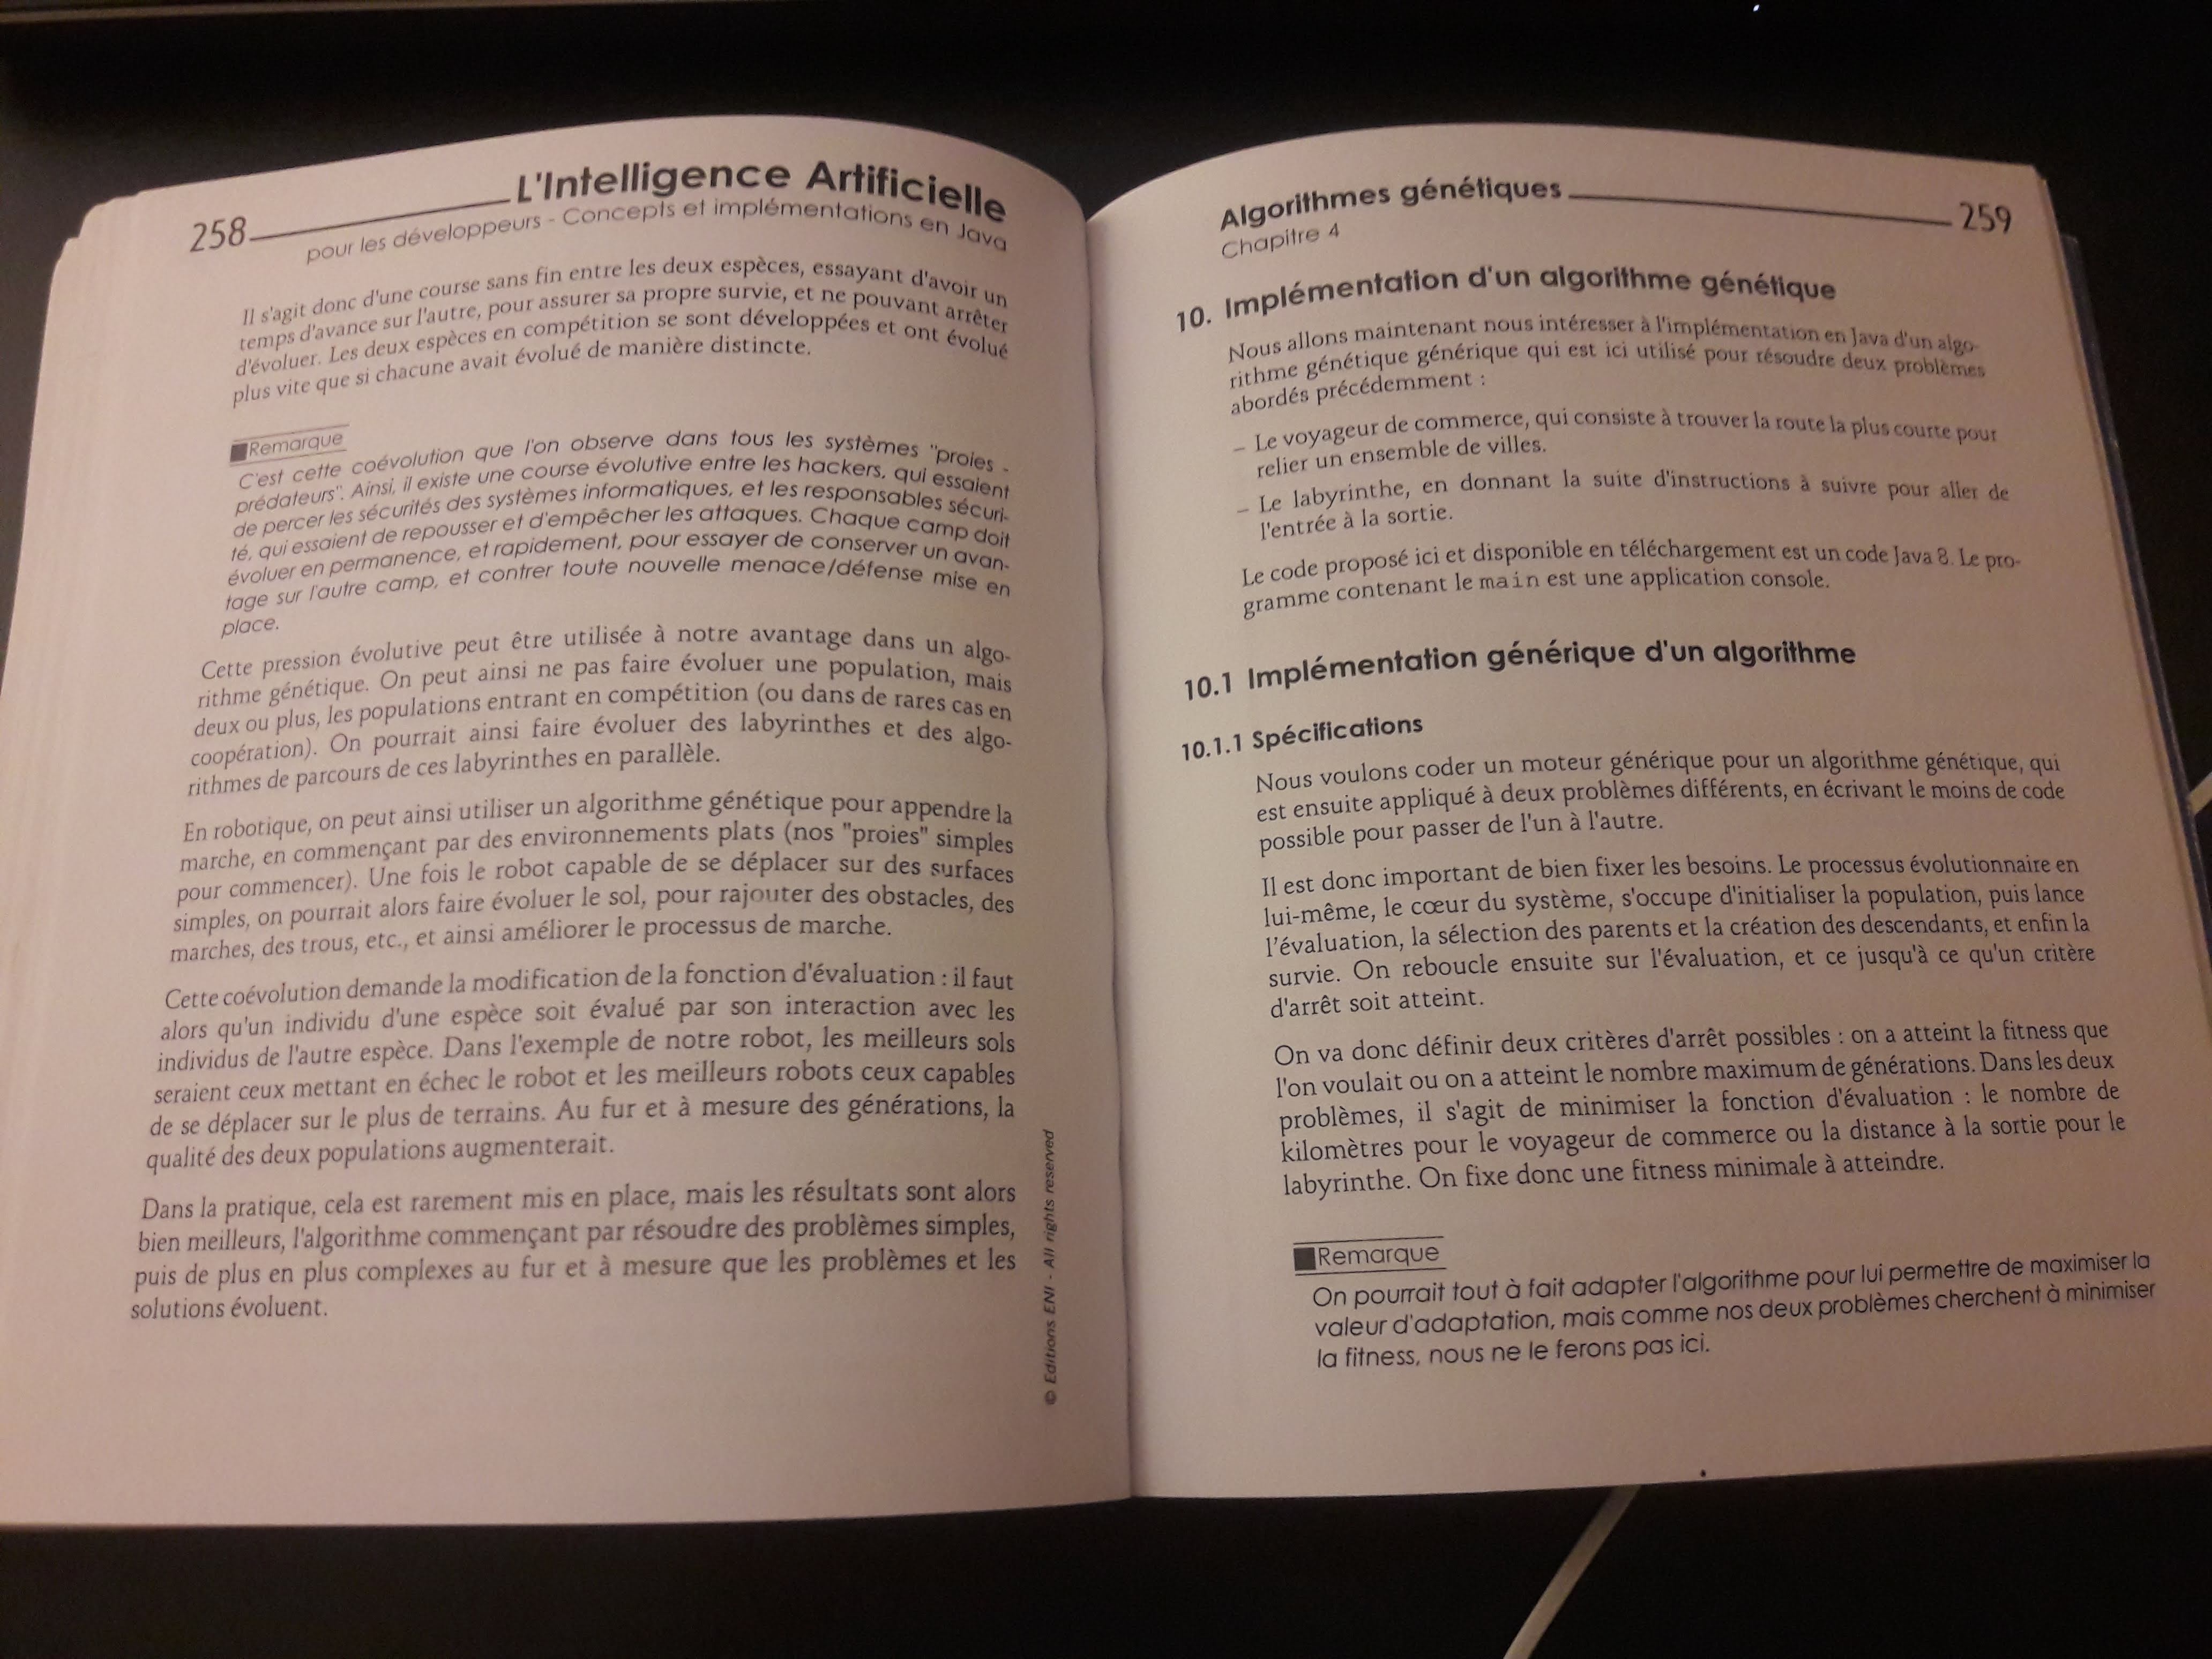 258
L'Intelligence Artificielle
pour les développeurs - Concepts et implémentations en Java
Il s'agit donc d'une course sans fin entre les deux espèces, essayant d'avoir un
temps d'avance sur l'autre, pour assurer sa propre survie, et ne pouvant arrêter
d'évoluer. Les deux espèces en compétition se sont développées et ont évolué
plus vite que si chacune avait évolué de manière distincte.
Remarque
C'est cette coévolution que l'on observe dans tous les systèmes "proies -
prédateurs". Ainsi, il existe une course évolutive entre les hackers, qui essaient
de percer les sécurités des systèmes informatiques, et les responsables sécuri-
té, qui essaient de repousser et d'empêcher les attaques. Chaque camp doit
évoluer en permanence, et rapidement, pour essayer de conserver un avan-
tage sur l'autre camp, et contrer toute nouvelle menace/défense mise en
place.
Cette pression évolutive peut être utilisée à notre avantage dans un algo-
rithme génétique. On peut ainsi ne pas faire évoluer une population, mais
deux ou plus, les populations entrant en compétition (ou dans de rares cas en
coopération). On pourrait ainsi faire évoluer des labyrinthes et des algo-
rithmes de parcours de ces labyrinthes en parallèle.
En robotique, on peut ainsi utiliser un algorithme génétique pour appendre la
marche, en commençant par des environnements plats (nos "proies" simples
pour commencer). Une fois le robot capable de se déplacer sur des surfaces
simples, on pourrait alors faire évoluer le sol, pour rajouter des obstacles, des
marches, des trous, etc., et ainsi améliorer le processus de marche.
Cette coévolution demande la modification de la fonction d'évaluation : il faut
alors qu'un individu d'une espèce soit évalué par son interaction avec les
individus de l'autre espèce. Dans l'exemple de notre robot, les meilleurs sols
seraient ceux mettant en échec le robot et les meilleurs robots ceux capables
de se déplacer sur le plus de terrains. Au fur et à mesure des générations, la
qualité des deux populations augmenterait.
Dans la pratique, cela est rarement mis en place, mais les résultats sont alors
bien meilleurs, l'algorithme commençant par résoudre des problèmes simples,
puis de plus en plus complexes au fur et à mesure que les problèmes et les
solutions évoluent.
© Editions ENI - All rights reserved
Algorithmes génétiques
259
Chapitre 4
10. Implémentation d'un algorithme génétique
Nous allons maintenant nous intéresser à l'implémentation en Java d'un algo-
rithme génétique générique qui est ici utilisé pour résoudre deux problèmes
abordés précédemment :
– Le voyageur de commerce, qui consiste à trouver la route la plus courte pour
relier un ensemble de villes.
– Le labyrinthe, en donnant la suite d'instructions à suivre pour aller de
l'entrée à la sortie.
Le code proposé ici et disponible en téléchargement est un code Java 8. Le pro-
gramme contenant le main est une application console.
10.1 Implémentation générique d'un algorithme
10.1.1 Spécifications
Nous voulons coder un moteur générique pour un algorithme génétique, qui
est ensuite appliqué à deux problèmes différents, en écrivant le moins de code
possible pour passer de l'un à l'autre.
Il est donc important de bien fixer les besoins. Le processus évolutionnaire en
lui-même, le cœur du système, s'occupe d'initialiser la population, puis lance
l'évaluation, la sélection des parents et la création des descendants, et enfin la
survie. On reboucle ensuite sur l'évaluation, et ce jusqu'à ce qu'un critère
d'arrêt soit atteint.
On va donc définir deux critères d'arrêt possibles : on a atteint la fitness que
l'on voulait ou on a atteint le nombre maximum de générations. Dans les deux
problèmes, il s'agit de minimiser la fonction d'évaluation : le nombre de
kilomètres pour le voyageur de commerce ou la distance à la sortie pour le
labyrinthe. On fixe donc une fitness minimale à atteindre.
Remarque
On pourrait tout à fait adapter l'algorithme pour lui permettre de maximiser la
valeur d'adaptation, mais comme nos deux problèmes cherchent à minimiser
la fitness, nous ne le ferons pas ici.